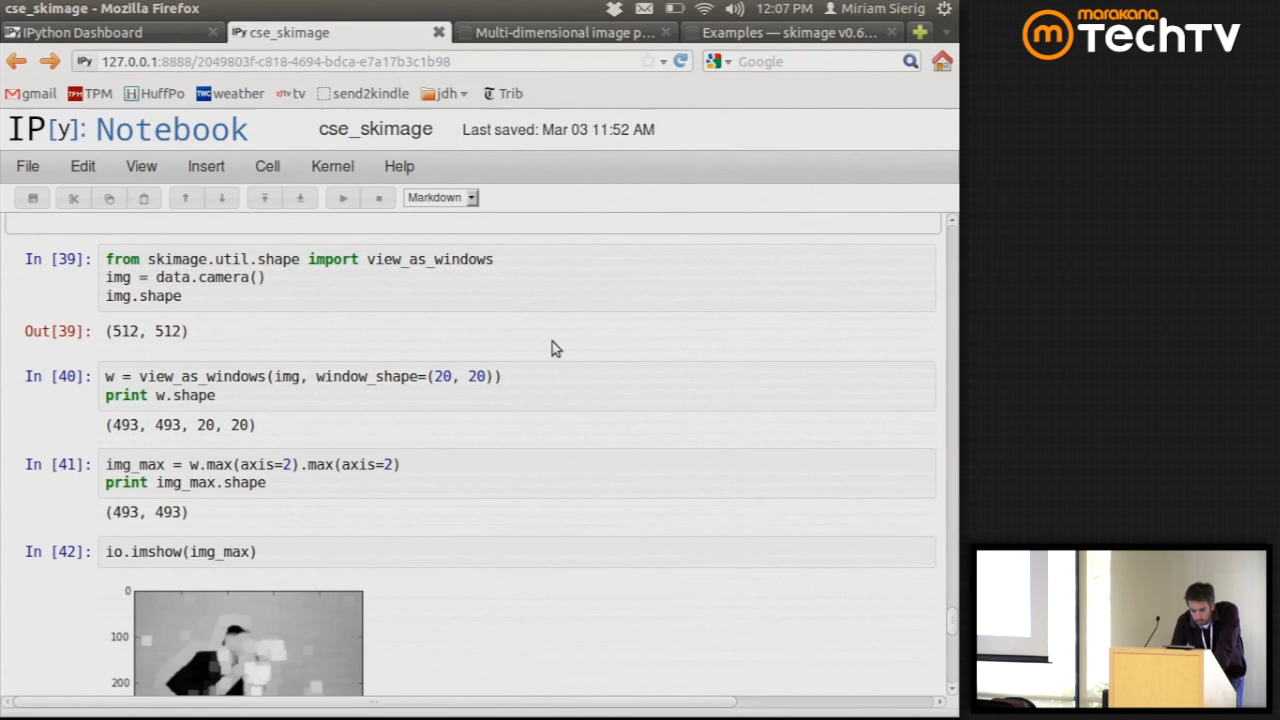 cse_skimage - Mozilla Firefox
12:07 PM
Miriam Sierig
IP[y] IPython Dashboard
IP[y] cse_skimage
Multi-dimensional image p...
Examples — skimage v0.6...
IPy
127.0.0.1:8888/2049803f-c818-4694-bdca-e7a17b3c1b98
Google
gmail
TPM
HuffPo
weather
tv
send2kindle
jdh
Trib
IP[y]: Notebook
cse_skimage
Last saved: Mar 03 11:52 AM
File Edit View Insert Cell Kernel Help
Markdown
In [39]: from skimage.util.shape import view_as_windows
img = data.camera()
img.shape
Out[39]: (512, 512)
In [40]: w = view_as_windows(img, window_shape=(20, 20))
print w.shape
(493, 493, 20, 20)
In [41]: img_max = w.max(axis=2).max(axis=2)
print img_max.shape
(493, 493)
In [42]: io.imshow(img_max)
0
100
200
marakana
m TechTV